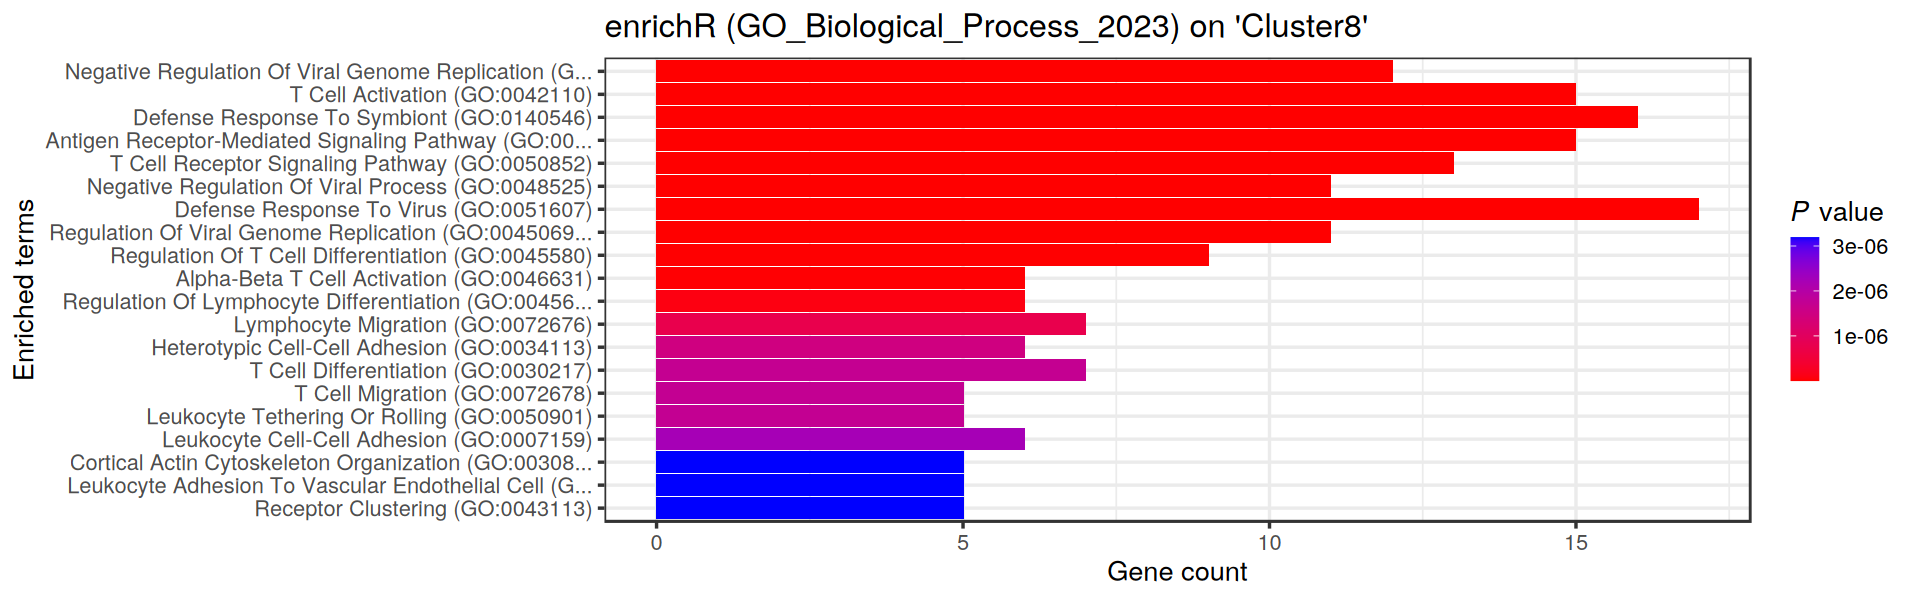 enrichR (GO_Biological_Process_2023) on 'Cluster8'
Negative Regulation Of Viral Genome Replication (G...
T Cell Activation (GO:0042110)
Defense Response To Symbiont (GO:0140546)
Antigen Receptor-Mediated Signaling Pathway (GO:00...
T Cell Receptor Signaling Pathway (GO:0050852)
Negative Regulation Of Viral Process (GO:0048525)
Defense Response To Virus (GO:0051607)
Regulation Of Viral Genome Replication (GO:0045069...
Regulation Of T Cell Differentiation (GO:0045580)
Alpha-Beta T Cell Activation (GO:0046631)
Regulation Of Lymphocyte Differentiation (GO:00456...
Lymphocyte Migration (GO:0072676)
Heterotypic Cell-Cell Adhesion (GO:0034113)
T Cell Differentiation (GO:0030217)
T Cell Migration (GO:0072678)
Leukocyte Tethering Or Rolling (GO:0050901)
Leukocyte Cell-Cell Adhesion (GO:0007159)
Cortical Actin Cytoskeleton Organization (GO:00308...
Leukocyte Adhesion To Vascular Endothelial Cell (G...
Receptor Clustering (GO:0043113)
Enriched terms
0 5 10 15
Gene count
P value
3e-06
2e-06
1e-06